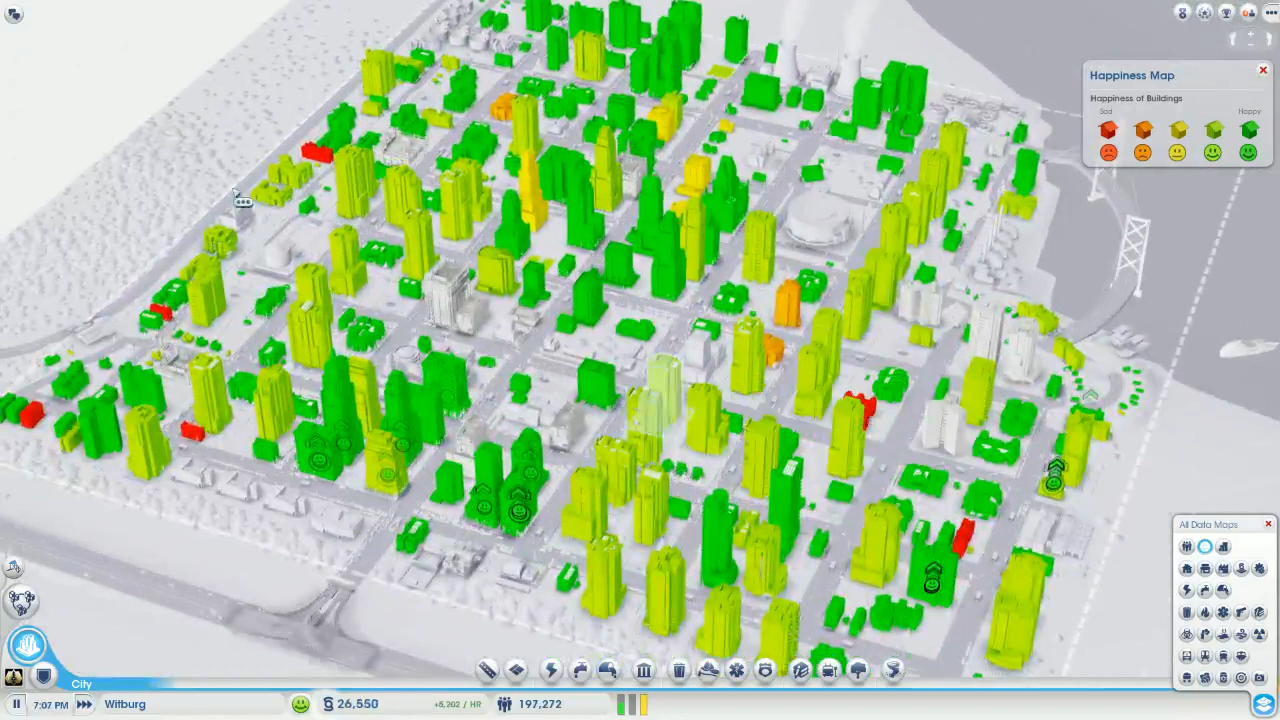 Happiness Map
Happiness of Buildings
Sad Happy
All Data Maps
City
7:07 PM Witburg 26,550 +5,202 / HR 197,272